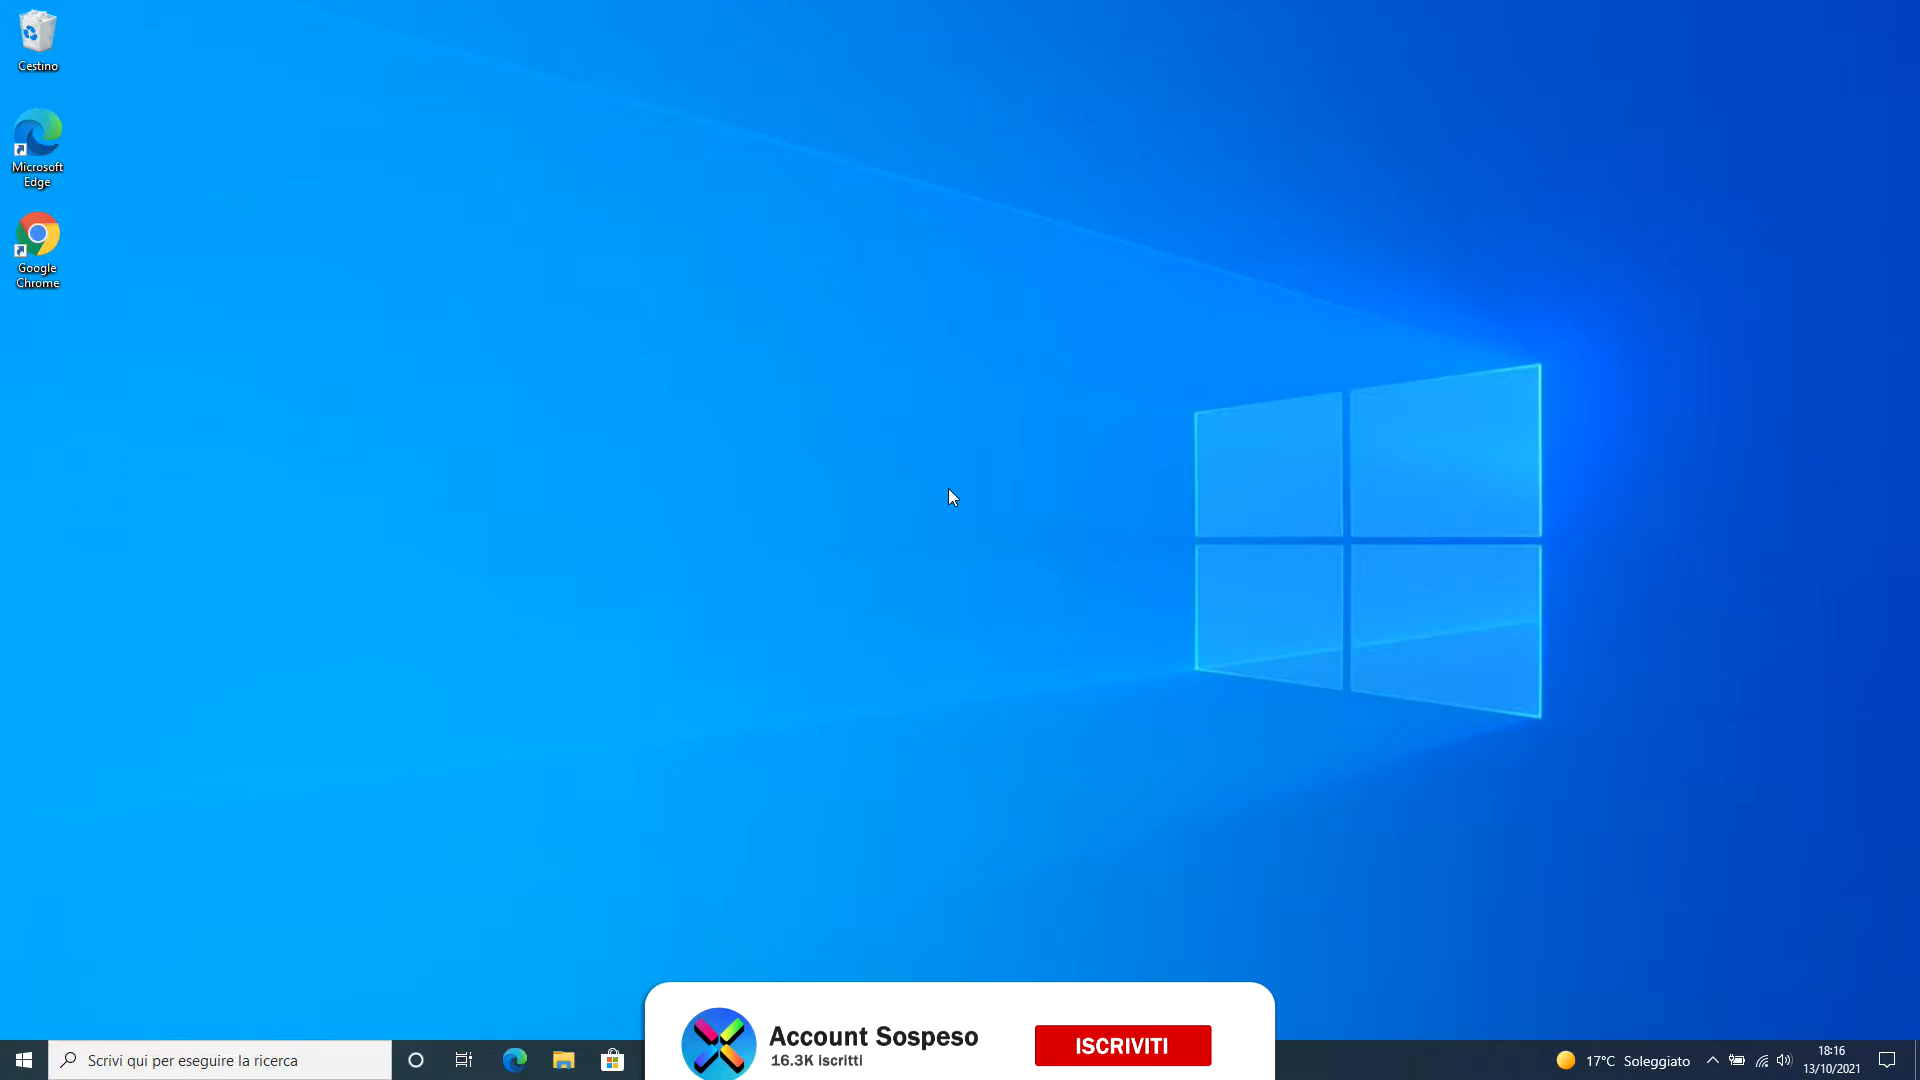 Cestino
Microsoft
Edge
Google
Chrome
Account Sospeso
16.3K iscritti
ISCRIVITI
Scrivi qui per eseguire la ricerca
17°C Soleggiato
18:16
13/10/2021